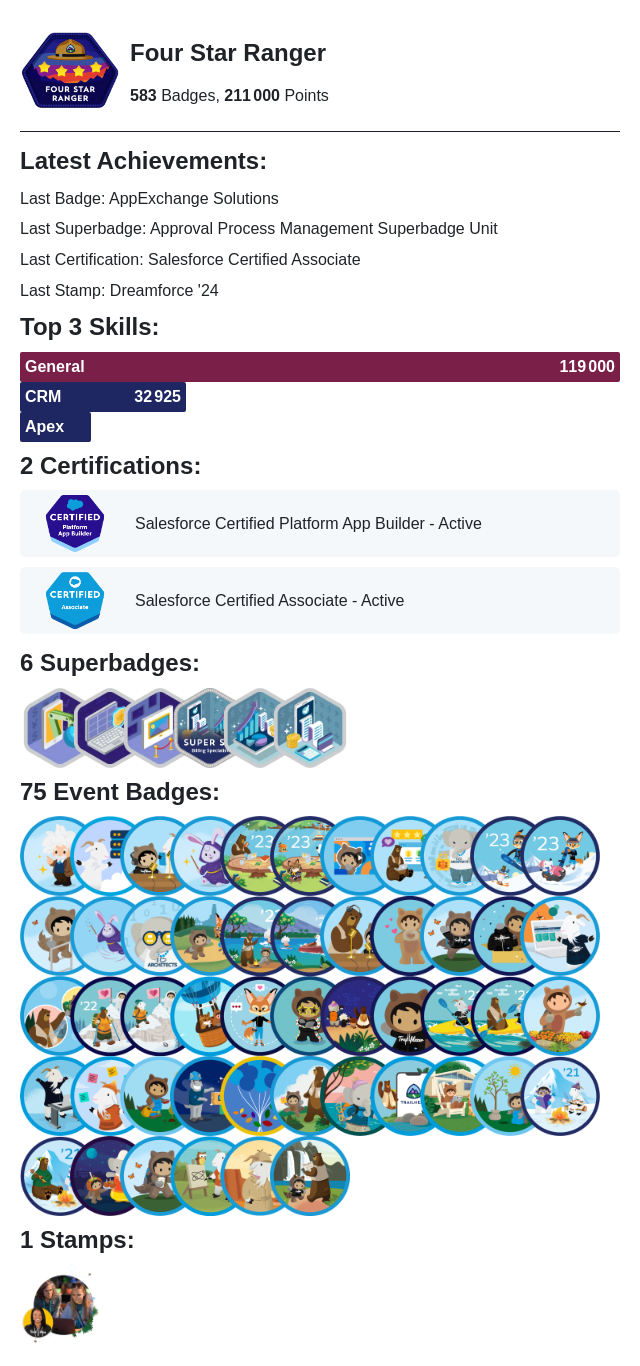 FOUR STAR
RANGER
Four Star Ranger
583 Badges, 211 000 Points
Latest Achievements:
Last Badge: AppExchange Solutions
Last Superbadge: Approval Process Management Superbadge Unit
Last Certification: Salesforce Certified Associate
Last Stamp: Dreamforce '24
Top 3 Skills:
General 119 000
CRM 32 925
Apex
2 Certifications:
CERTIFIED
Platform
App Builder
Salesforce Certified Platform App Builder - Active
CERTIFIED
Associate
Salesforce Certified Associate - Active
6 Superbadges:
SUPER S
Billing Specialist
75 Event Badges:
'23 '23 '23 '23
ARCHITECTS
'22
'21
TRAILHE
'21
1 Stamps: